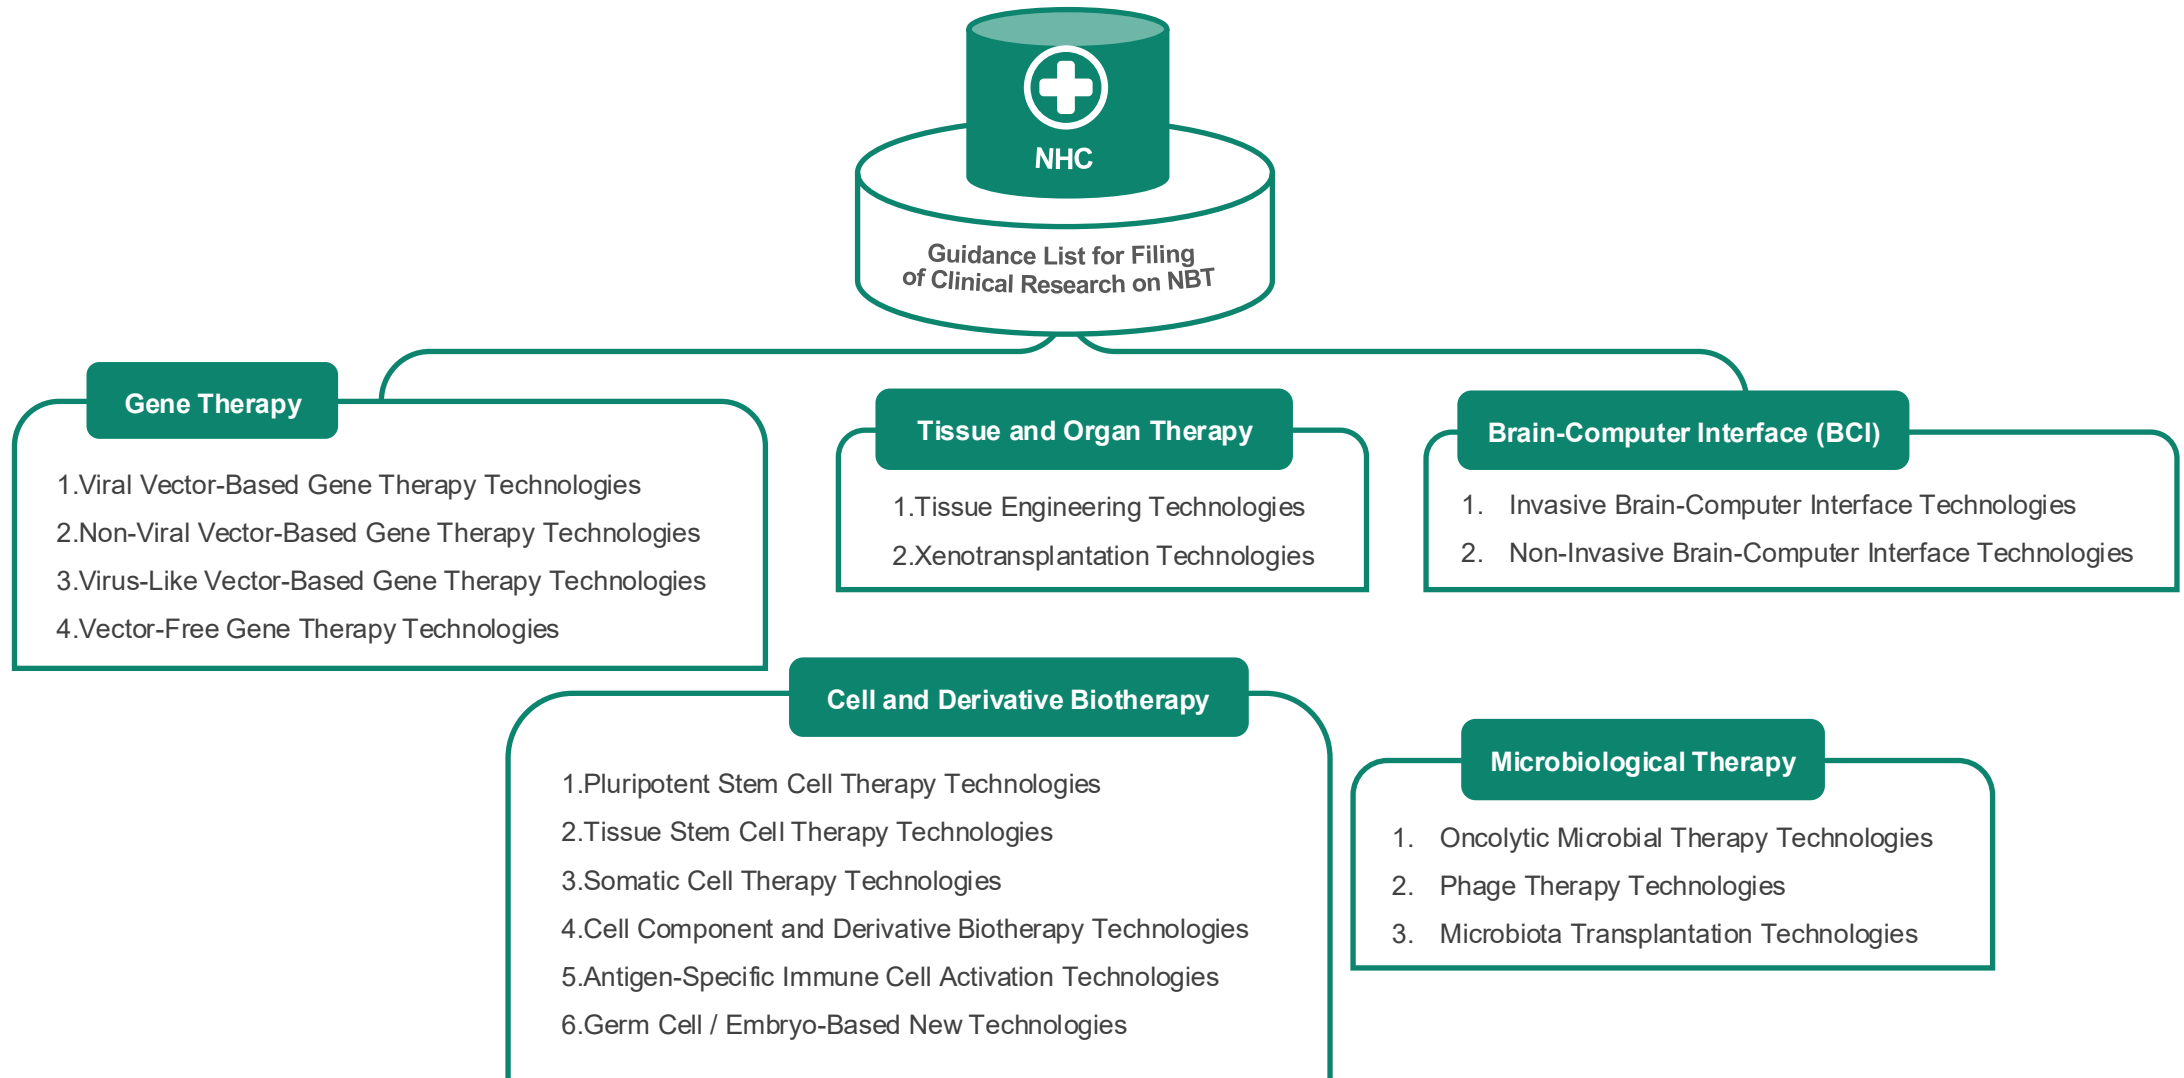 NHC
Guidance List for Filing
of Clinical Research on NBT
Gene Therapy
1.Viral Vector-Based Gene Therapy Technologies
2.Non-Viral Vector-Based Gene Therapy Technologies
3.Virus-Like Vector-Based Gene Therapy Technologies
4.Vector-Free Gene Therapy Technologies
Tissue and Organ Therapy
1.Tissue Engineering Technologies
2.Xenotransplantation Technologies
Brain-Computer Interface (BCI)
1. Invasive Brain-Computer Interface Technologies
2. Non-Invasive Brain-Computer Interface Technologies
Cell and Derivative Biotherapy
1.Pluripotent Stem Cell Therapy Technologies
2.Tissue Stem Cell Therapy Technologies
3.Somatic Cell Therapy Technologies
4.Cell Component and Derivative Biotherapy Technologies
5.Antigen-Specific Immune Cell Activation Technologies
6.Germ Cell / Embryo-Based New Technologies
Microbiological Therapy
1. Oncolytic Microbial Therapy Technologies
2. Phage Therapy Technologies
3. Microbiota Transplantation Technologies